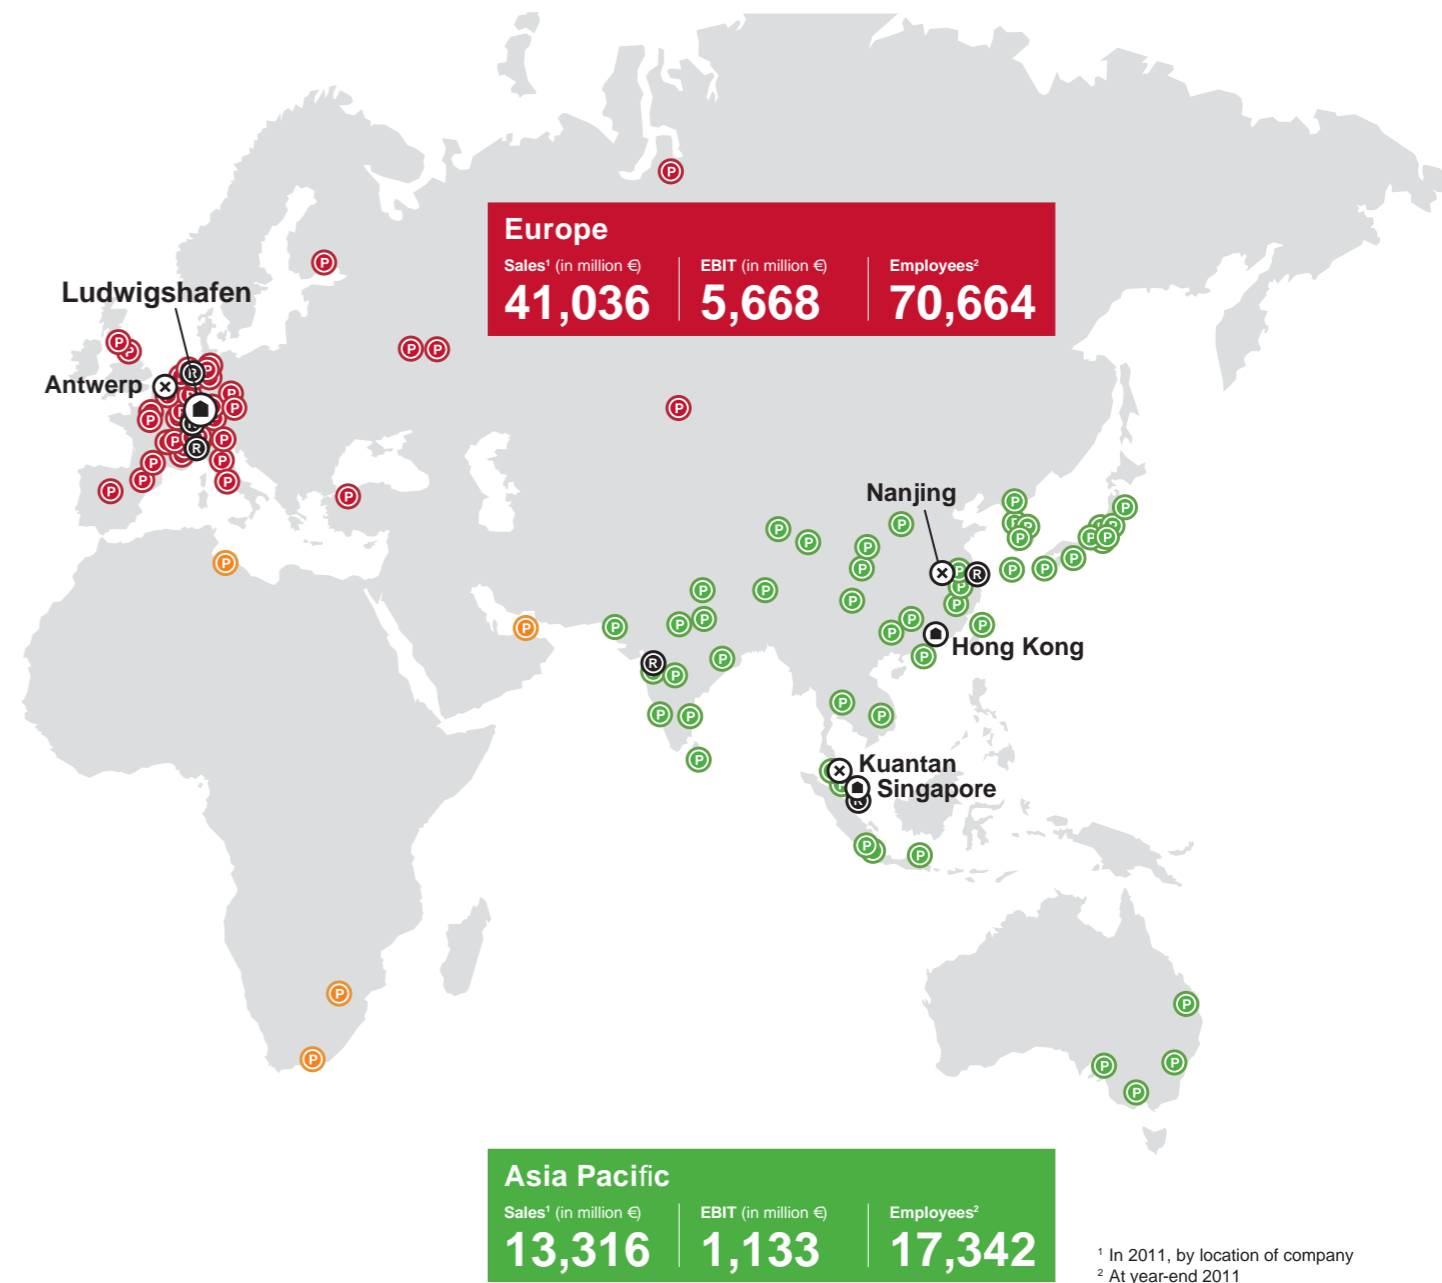 Europe
Sales¹ (in million €) EBIT (in million €) Employees²
41,036 5,668 70,664
Ludwigshafen
Antwerp
Nanjing
Hong Kong
Kuantan
Singapore
Asia Pacific
Sales¹ (in million €) EBIT (in million €) Employees²
13,316 1,133 17,342
¹ In 2011, by location of company
² At year-end 2011